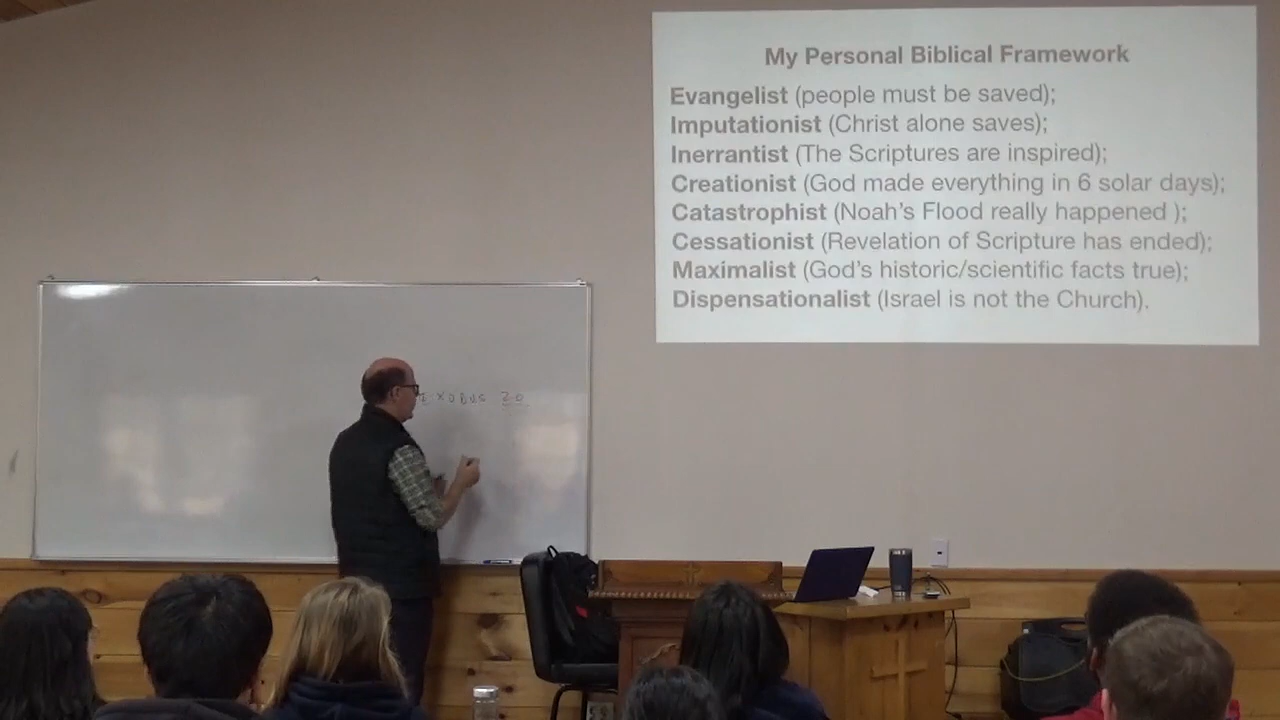 My Personal Biblical Framework
Evangelist (people must be saved);
Imputationist (Christ alone saves);
Inerrantist (The Scriptures are inspired);
Creationist (God made everything in 6 solar days);
Catastrophist (Noah's Flood really happened );
Cessationist (Revelation of Scripture has ended);
Maximalist (God's historic/scientific facts true);
Dispensationalist (Israel is not the Church).
EXODUS 20